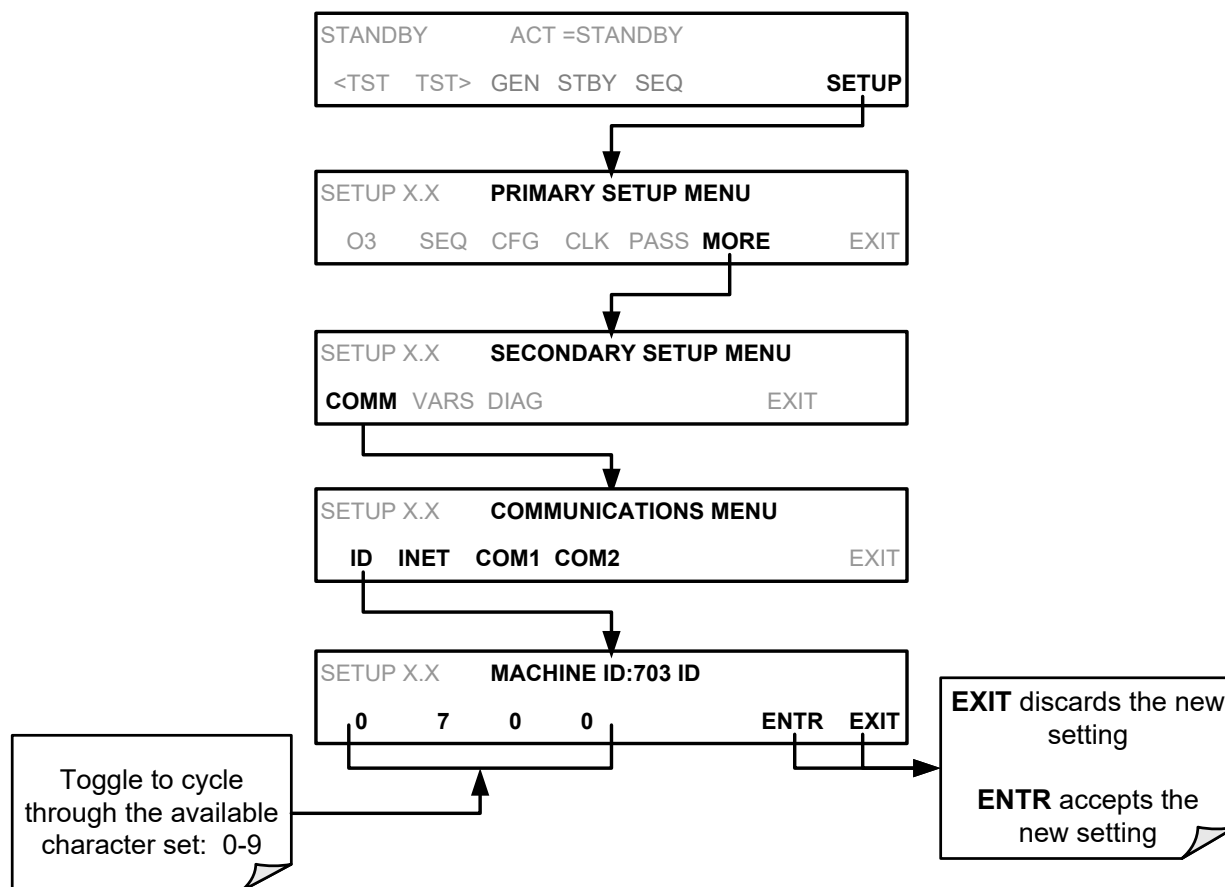 STANDBY ACT =STANDBY
<TST TST> GEN STBY SEQ SETUP
SETUP X.X PRIMARY SETUP MENU
O3 SEQ CFG CLK PASS MORE EXIT
SETUP X.X SECONDARY SETUP MENU
COMM VARS DIAG EXIT
SETUP X.X COMMUNICATIONS MENU
ID INET COM1 COM2 EXIT
SETUP X.X MACHINE ID:703 ID
0 7 0 0 ENTR EXIT
Toggle to cycle
through the available
character set: 0-9
EXIT discards the new
setting
ENTR accepts the
new setting